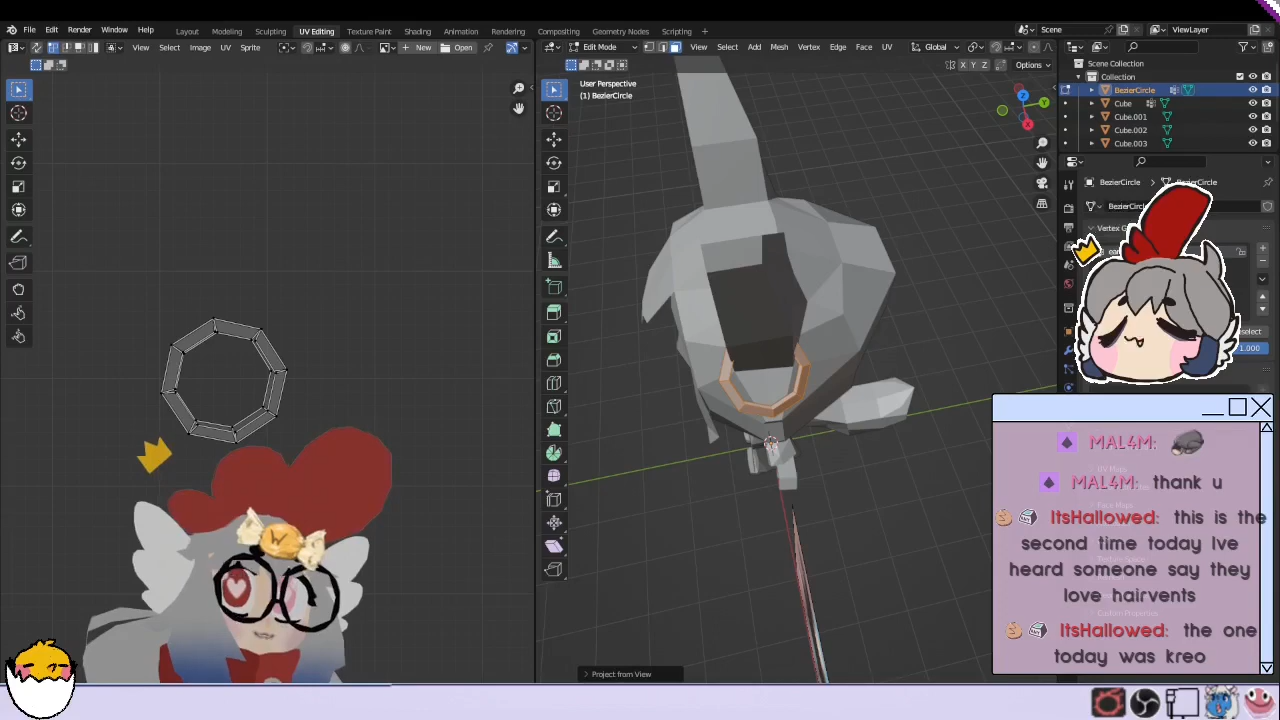 File Edit Render Window Help Layout Modeling Sculpting UV Editing Texture Paint Shading Animation Rendering Compositing Geometry Nodes Scripting Scene ViewLayer
View Select Image UV Sprite New Open Edit Mode View Select Add Mesh Vertex Edge Face UV Global
X Y Z Options
Scene Collection
Collection
BezierCircle
Cube
Cube.001
Cube.002
Cube.003
User Perspective
(1) BezierCircle
Z
Y
X
BezierCircle BezierCircle
BezierCircle
Vertex G
1.000
Project from View
MAL4M:
MAL4M: thank u
ItsHallowed: this is the
second time today Ive
heard someone say they
love hairvents
ItsHallowed: the one
today was kreo